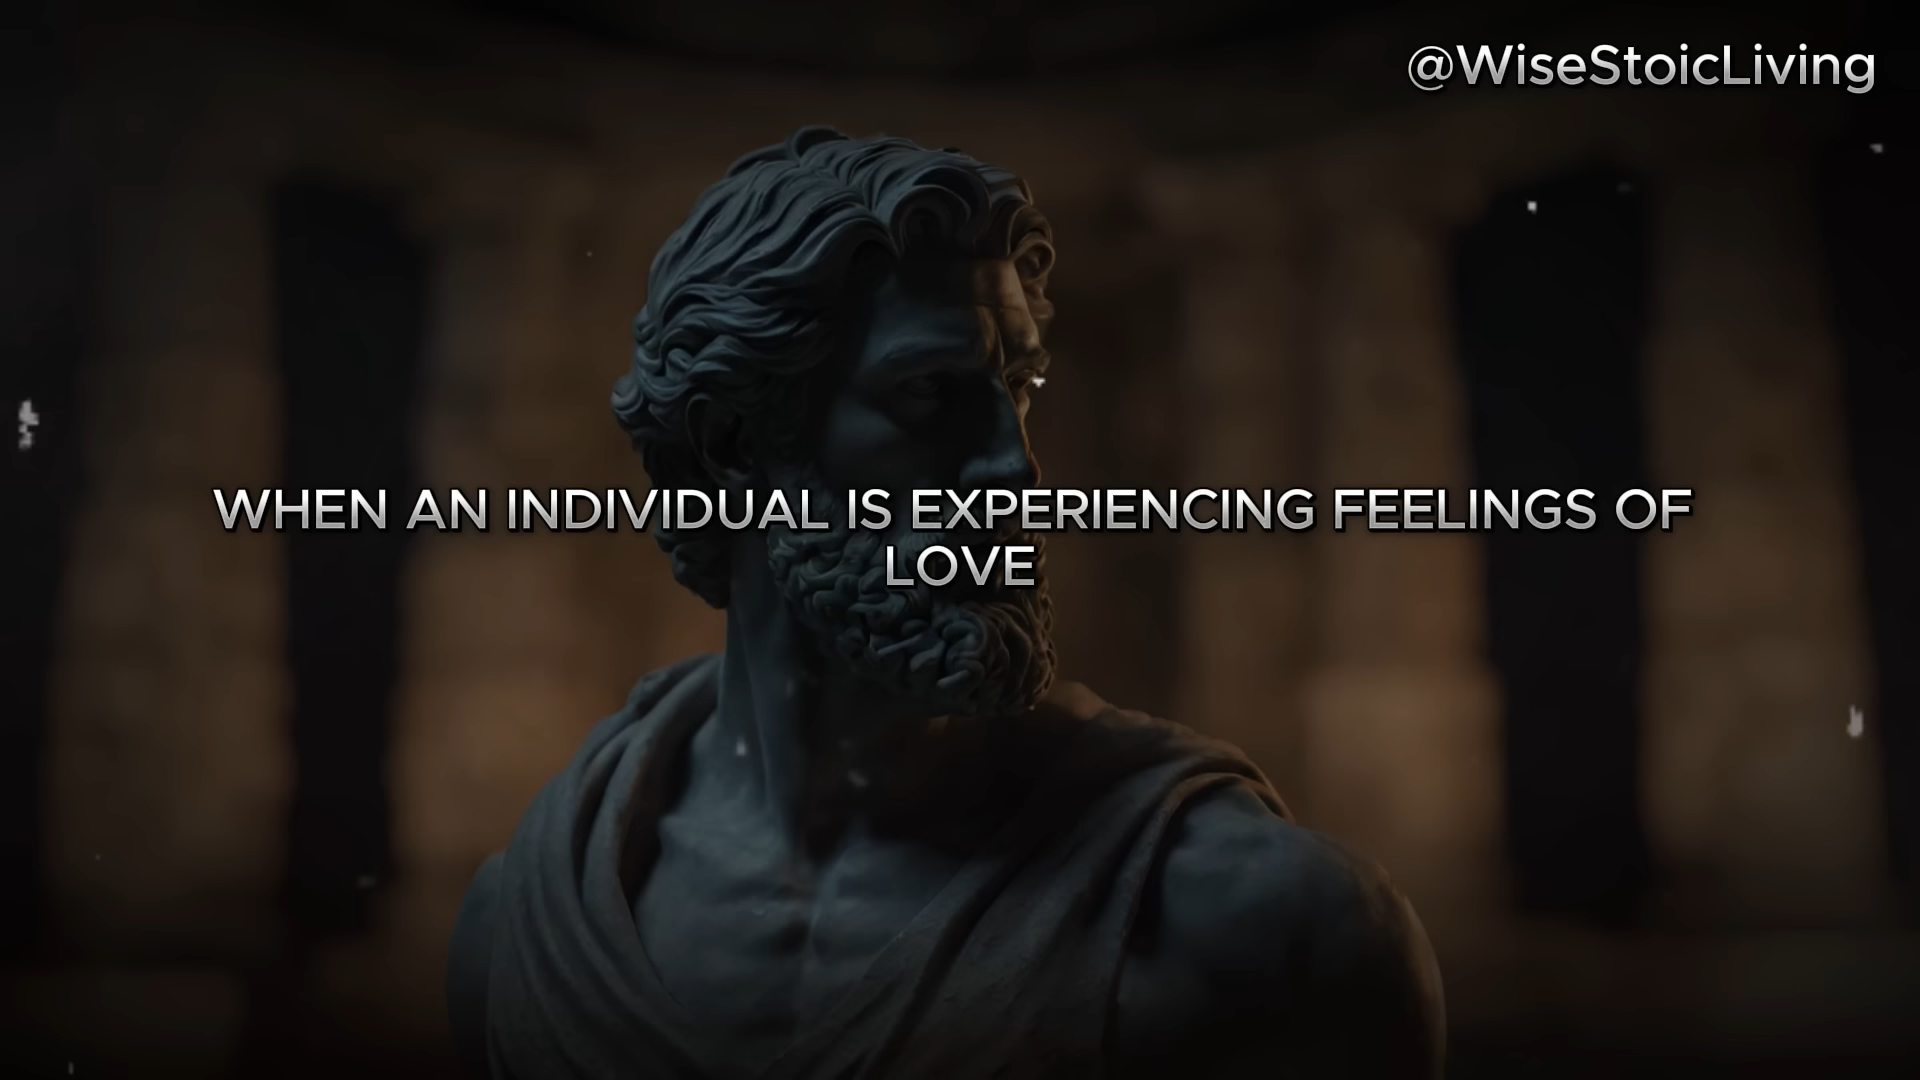 @WiseStoicLiving
WHEN AN INDIVIDUAL IS EXPERIENCING FEELINGS OF
LOVE